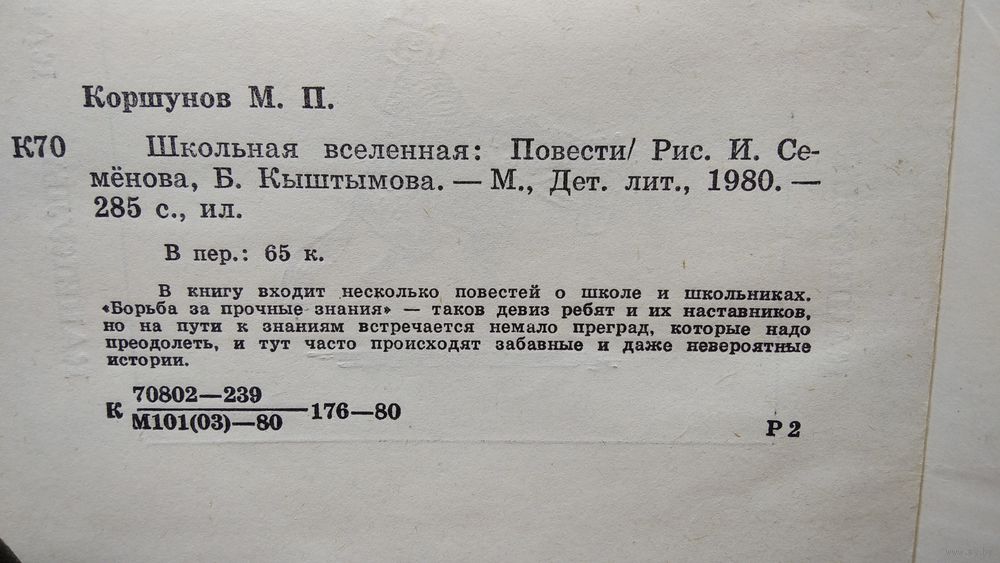 Коршунов М. П.
К70 Школьная вселенная: Повести/ Рис. И. Се-
мёнова, Б. Кыштымова. — М., Дет. лит., 1980. —
285 с., ил.
В пер.: 65 к.
В книгу входит несколько повестей о школе и школьниках.
«Борьба за прочные знания» — таков девиз ребят и их наставников,
но на пути к знаниям встречается немало преград, которые надо
преодолеть, и тут часто происходят забавные и даже невероятные
истории.
70802—239
К М101(03)—80 176—80
Р 2